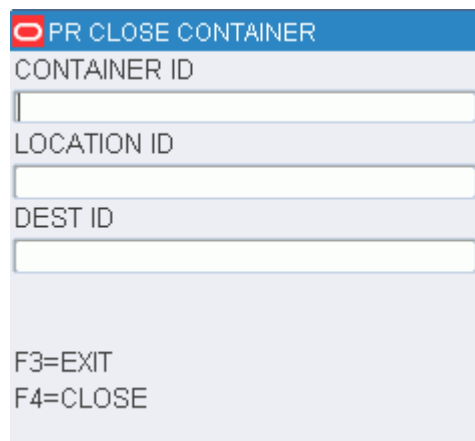 PR CLOSE CONTAINER
CONTAINER ID
LOCATION ID
DEST ID
F3=EXIT
F4=CLOSE